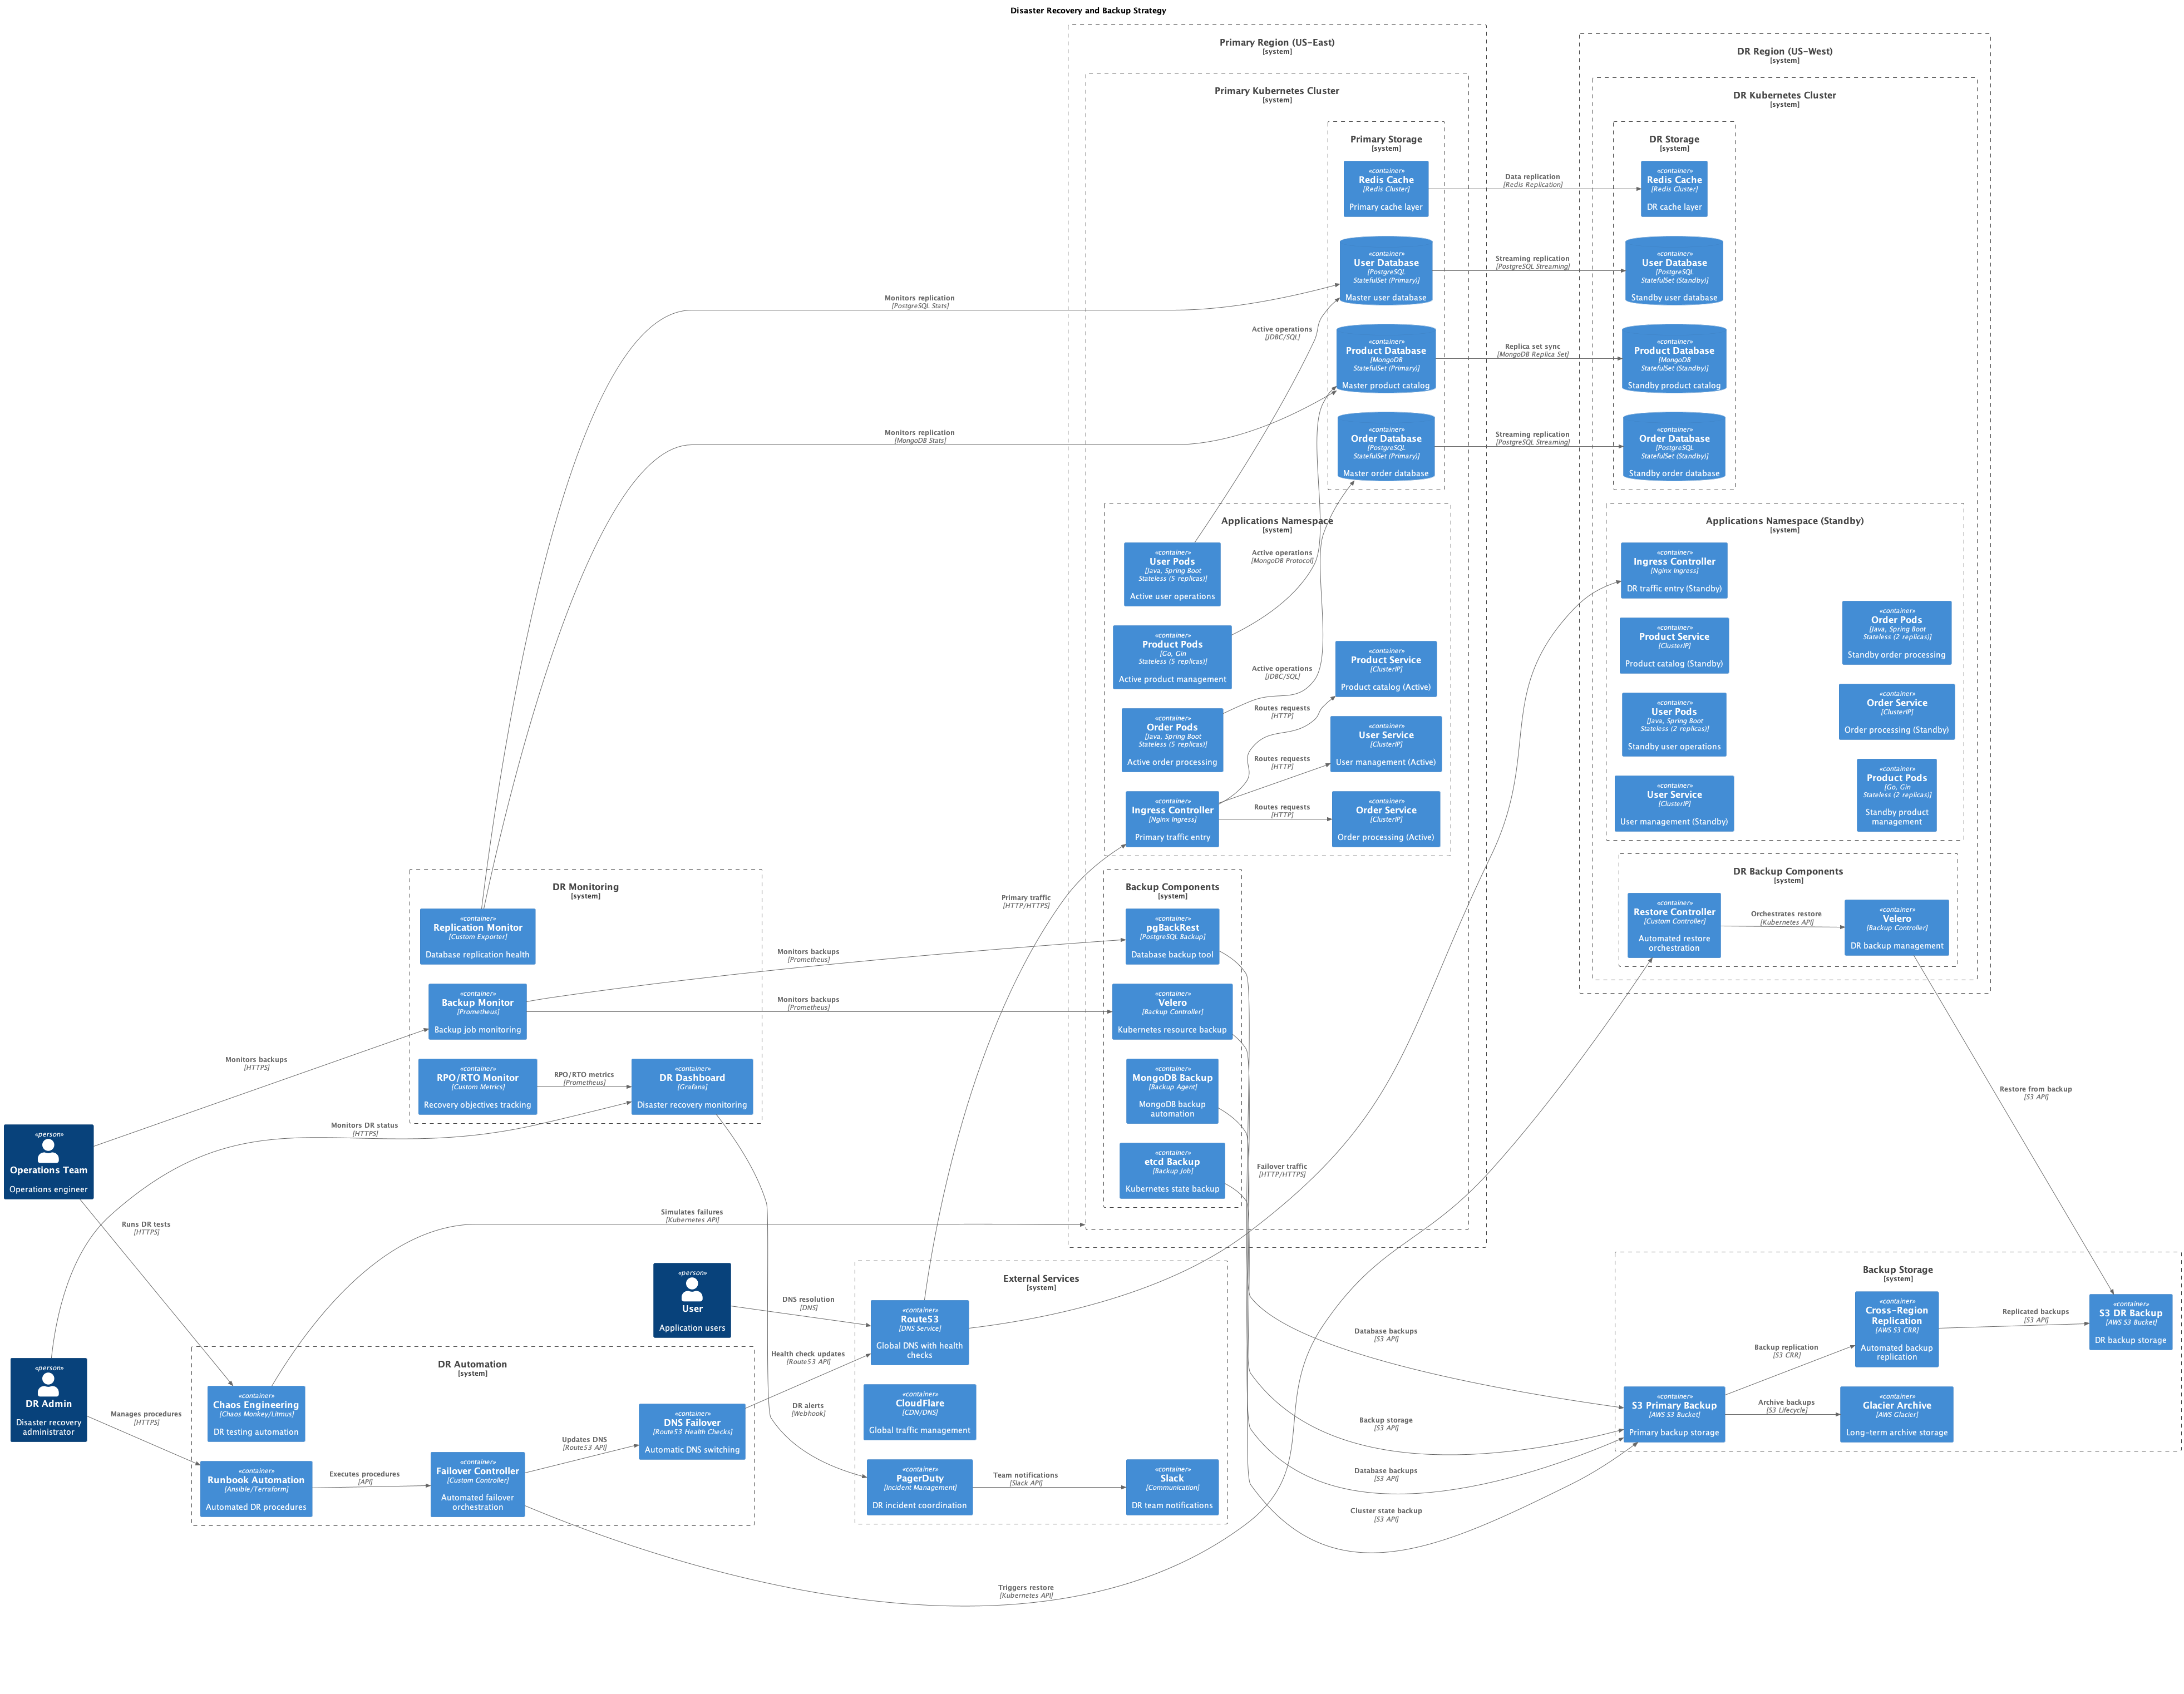 Disaster Recovery and Backup Strategy
Primary Region (US-East)
[system]
Primary Kubernetes Cluster
[system]
Primary Storage
[system]
«container»
Redis Cache
[Redis Cluster]
Primary cache layer
«container»
User Database
[PostgreSQL
StatefulSet (Primary)]
Master user database
«container»
Product Database
[MongoDB
StatefulSet (Primary)]
Master product catalog
«container»
Order Database
[PostgreSQL
StatefulSet (Primary)]
Master order database
Data replication
[Redis Replication]
Streaming replication
[PostgreSQL Streaming]
Replica set sync
[MongoDB Replica Set]
Streaming replication
[PostgreSQL Streaming]
DR Region (US-West)
[system]
DR Kubernetes Cluster
[system]
DR Storage
[system]
«container»
Redis Cache
[Redis Cluster]
DR cache layer
«container»
User Database
[PostgreSQL
StatefulSet (Standby)]
Standby user database
«container»
Product Database
[MongoDB
StatefulSet (Standby)]
Standby product catalog
«container»
Order Database
[PostgreSQL
StatefulSet (Standby)]
Standby order database
Monitors replication
[PostgreSQL Stats]
Monitors replication
[MongoDB Stats]
Active operations
[JDBC/SQL]
Active operations
[MongoDB Protocol]
Active operations
[JDBC/SQL]
Applications Namespace
[system]
«container»
User Pods
[Java, Spring Boot
Stateless (5 replicas)]
Active user operations
«container»
Product Pods
[Go, Gin
Stateless (5 replicas)]
Active product management
«container»
Order Pods
[Java, Spring Boot
Stateless (5 replicas)]
Active order processing
«container»
Ingress Controller
[Nginx Ingress]
Primary traffic entry
Routes requests
[HTTP]
Routes requests
[HTTP]
Routes requests
[HTTP]
«container»
Product Service
[ClusterIP]
Product catalog (Active)
«container»
User Service
[ClusterIP]
User management (Active)
«container»
Order Service
[ClusterIP]
Order processing (Active)
Applications Namespace (Standby)
[system]
«container»
Ingress Controller
[Nginx Ingress]
DR traffic entry (Standby)
«container»
Product Service
[ClusterIP]
Product catalog (Standby)
«container»
User Pods
[Java, Spring Boot
Stateless (2 replicas)]
Standby user operations
«container»
User Service
[ClusterIP]
User management (Standby)
«container»
Order Pods
[Java, Spring Boot
Stateless (2 replicas)]
Standby order processing
«container»
Order Service
[ClusterIP]
Order processing (Standby)
«container»
Product Pods
[Go, Gin
Stateless (2 replicas)]
Standby product
management
DR Backup Components
[system]
«container»
Restore Controller
[Custom Controller]
Automated restore
orchestration
Orchestrates restore
[Kubernetes API]
«container»
Velero
[Backup Controller]
DR backup management
DR Monitoring
[system]
«container»
Replication Monitor
[Custom Exporter]
Database replication health
«container»
Backup Monitor
[Prometheus]
Backup job monitoring
«container»
RPO/RTO Monitor
[Custom Metrics]
Recovery objectives tracking
RPO/RTO metrics
[Prometheus]
«container»
DR Dashboard
[Grafana]
Disaster recovery monitoring
Monitors backups
[Prometheus]
Monitors backups
[Prometheus]
Primary traffic
[HTTP/HTTPS]
Backup Components
[system]
«container»
pgBackRest
[PostgreSQL Backup]
Database backup tool
«container»
Velero
[Backup Controller]
Kubernetes resource backup
«container»
MongoDB Backup
[Backup Agent]
MongoDB backup
automation
«container»
etcd Backup
[Backup Job]
Kubernetes state backup
Failover traffic
[HTTP/HTTPS]
Restore from backup
[S3 API]
Monitors backups
[HTTPS]
Monitors DR status
[HTTPS]
«person»
Operations Team
Operations engineer
Runs DR tests
[HTTPS]
Simulates failures
[Kubernetes API]
«person»
DR Admin
Disaster recovery
administrator
Manages procedures
[HTTPS]
«person»
User
Application users
DNS resolution
[DNS]
DR Automation
[system]
«container»
Chaos Engineering
[Chaos Monkey/Litmus]
DR testing automation
«container»
Runbook Automation
[Ansible/Terraform]
Automated DR procedures
Executes procedures
[API]
«container»
Failover Controller
[Custom Controller]
Automated failover
orchestration
Updates DNS
[Route53 API]
«container»
DNS Failover
[Route53 Health Checks]
Automatic DNS switching
Health check updates
[Route53 API]
DR alerts
[Webhook]
External Services
[system]
«container»
Route53
[DNS Service]
Global DNS with health
checks
«container»
CloudFlare
[CDN/DNS]
Global traffic management
«container»
PagerDuty
[Incident Management]
DR incident coordination
Team notifications
[Slack API]
«container»
Slack
[Communication]
DR team notifications
Triggers restore
[Kubernetes API]
Database backups
[S3 API]
Backup storage
[S3 API]
Database backups
[S3 API]
Cluster state backup
[S3 API]
Backup Storage
[system]
«container»
S3 Primary Backup
[AWS S3 Bucket]
Primary backup storage
Backup replication
[S3 CRR]
Archive backups
[S3 Lifecycle]
«container»
Cross-Region
Replication
[AWS S3 CRR]
Automated backup
replication
«container»
Glacier Archive
[AWS Glacier]
Long-term archive storage
Replicated backups
[S3 API]
«container»
S3 DR Backup
[AWS S3 Bucket]
DR backup storage